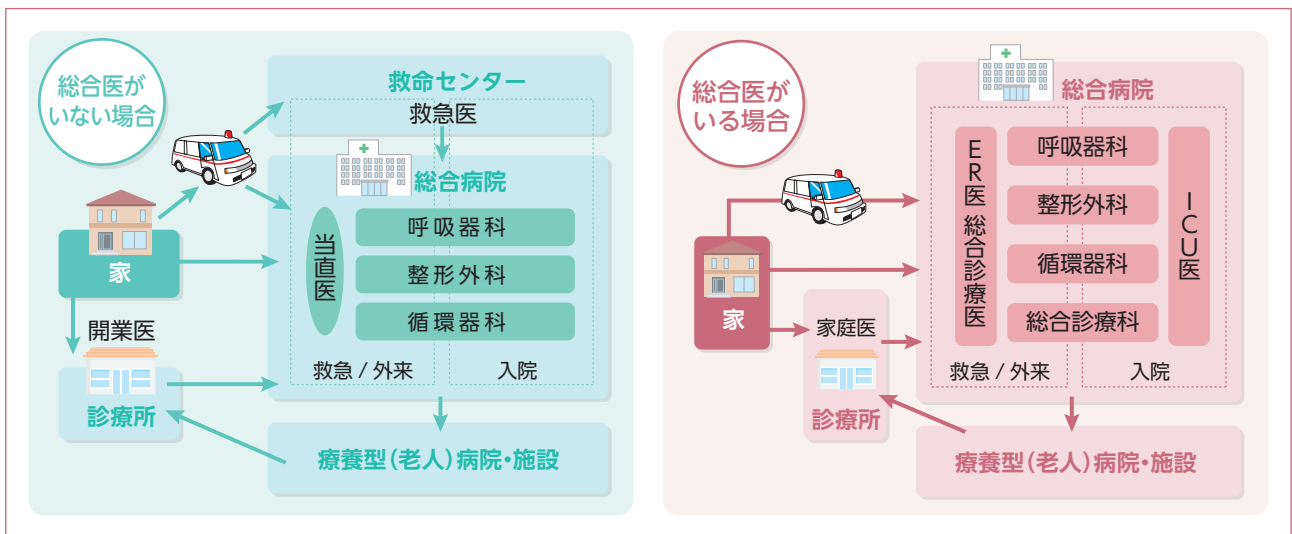 総合医が
いない場合
救命センター
救急医
総合病院
当直医
呼吸器科
整形外科
循環器科
救急 / 外来
入院
家
開業医
診療所
療養型(老人)病院・施設
総合医が
いる場合
総合病院
ER医 総合診療医
呼吸器科
整形外科
循環器科
総合診療科
ICU医
救急 / 外来
入院
家
家庭医
診療所
療養型(老人)病院・施設